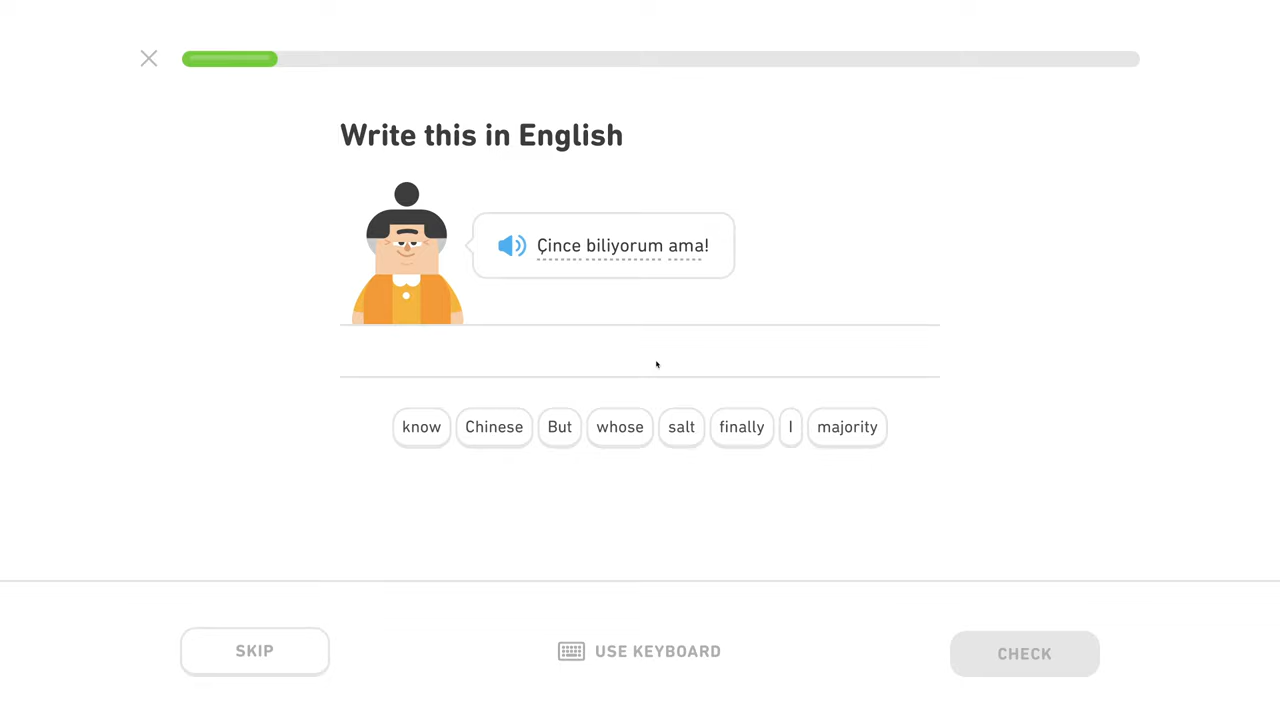 Write this in English
Çince biliyorum ama!
know Chinese But whose salt finally I majority
SKIP USE KEYBOARD CHECK